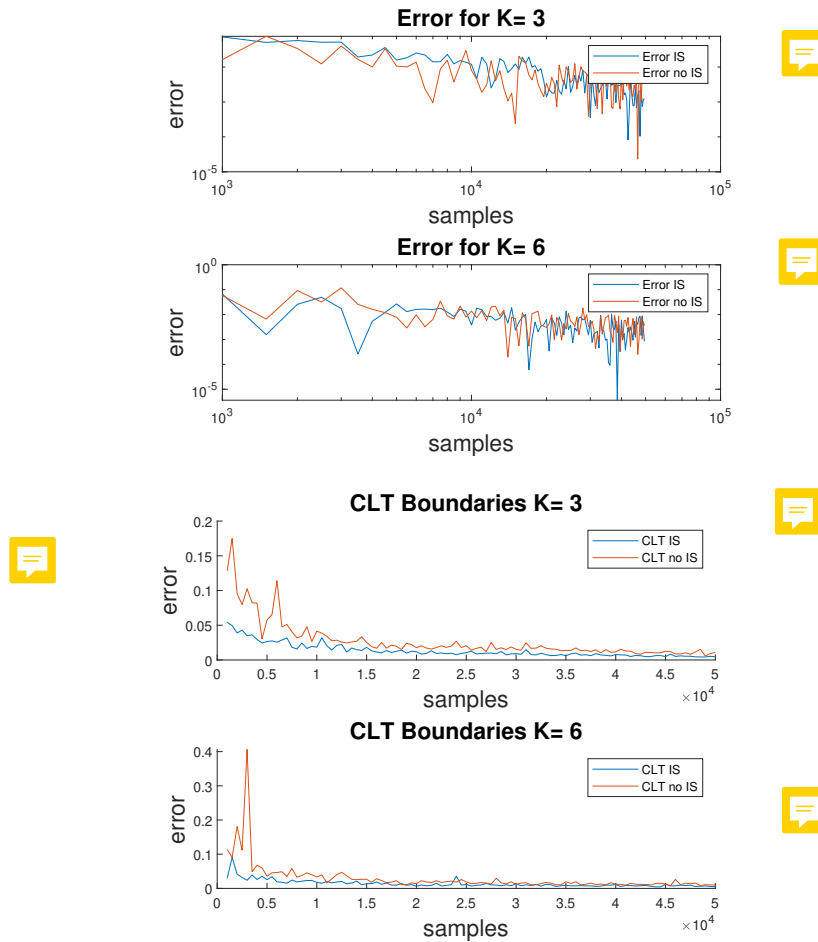 Error for K= 3
error
Error IS
Error no IS
10^-5
10^3
10^4
10^5
samples
Error for K= 6
10^0
error
Error IS
Error no IS
10^-5
10^3
10^4
10^5
samples
CLT Boundaries K= 3
0.2
0.15
0.1
0.05
0
error
CLT IS
CLT no IS
0 0.5 1 1.5 2 2.5 3 3.5 4 4.5 5
samples
×10^4
CLT Boundaries K= 6
0.4
0.3
0.2
0.1
0
error
CLT IS
CLT no IS
0 0.5 1 1.5 2 2.5 3 3.5 4 4.5 5
samples
×10^4